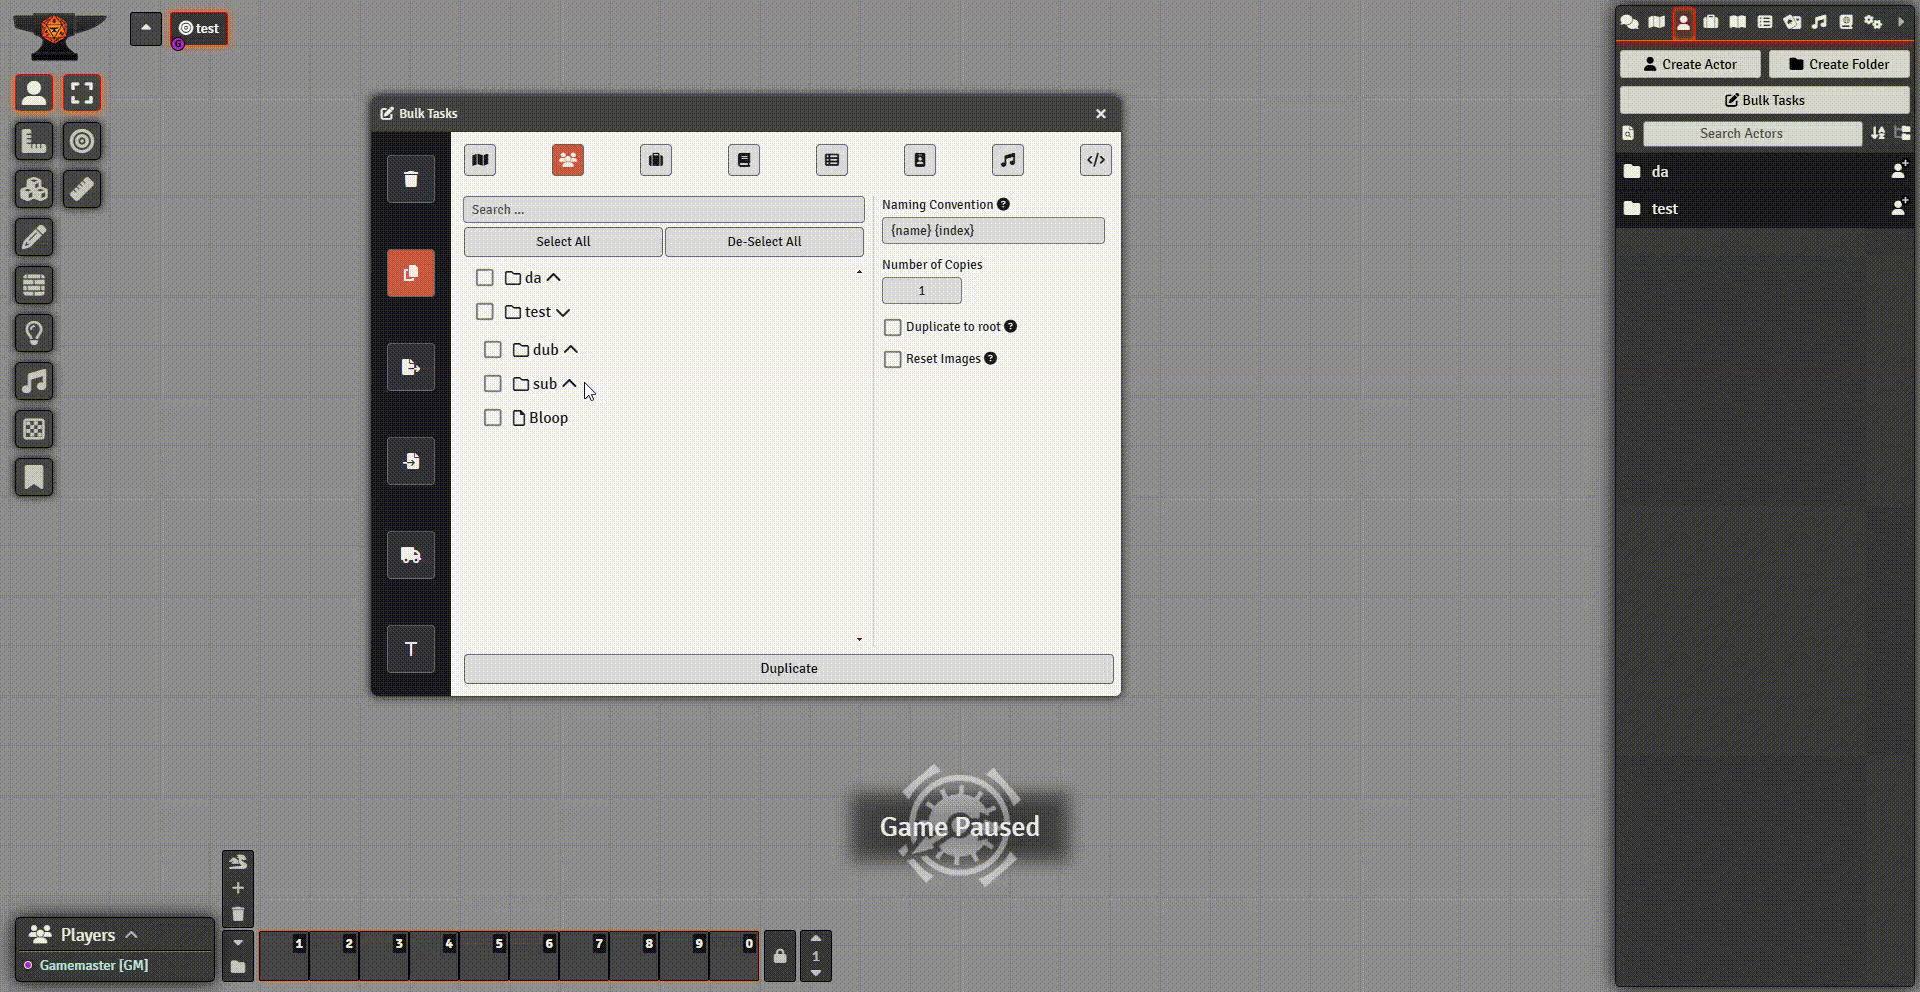 test
G
Bulk Tasks
Search ...
Select All
De-Select All
da
test
dub
sub
Bloop
Naming Convention
{name} {index}
Number of Copies
1
Duplicate to root
Reset Images
Duplicate
T
Create Actor
Create Folder
Bulk Tasks
Search Actors
da
test
Game Paused
Players
Gamemaster [GM]
1 2 3 4 5 6 7 8 9 0
1